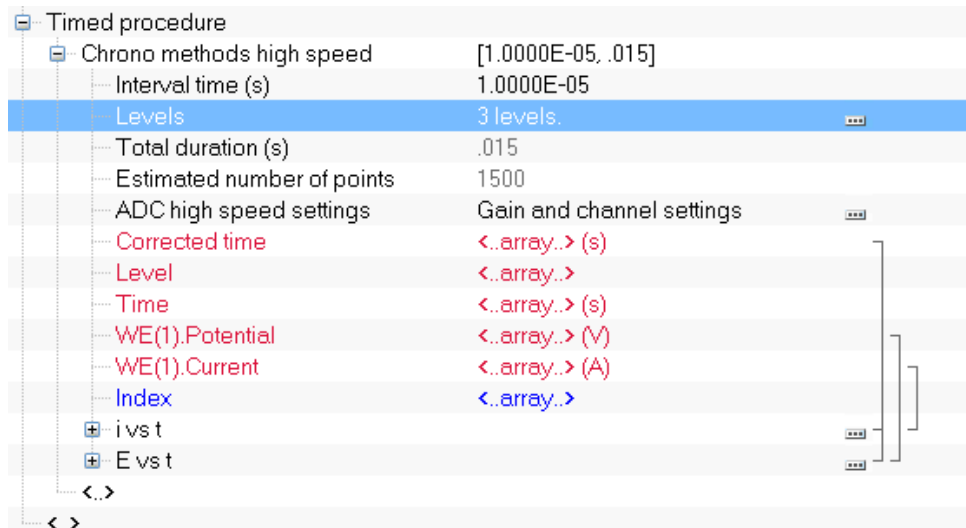 Timed procedure
Chrono methods high speed [1.0000E-05, .015]
Interval time (s) 1.0000E-05
Levels 3 levels.
Total duration (s) .015
Estimated number of points 1500
ADC high speed settings Gain and channel settings
Corrected time <..array..> (s)
Level <..array..>
Time <..array..> (s)
WE(1).Potential <..array..> (V)
WE(1).Current <..array..> (A)
Index <..array..>
i vs t
E vs t
<..>
<..>